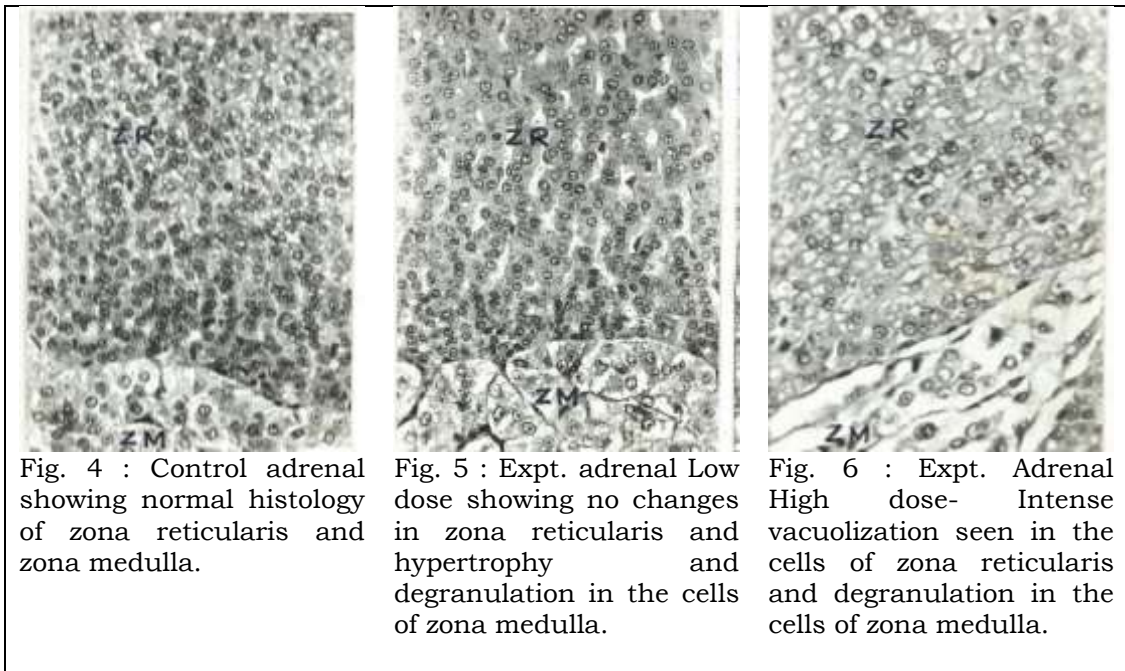 ZR
ZM
Fig. 4 : Control adrenal
showing normal histology
of zona reticularis and
zona medulla.
ZR
ZM
Fig. 5 : Expt. adrenal Low
dose showing no changes
in zona reticularis and
hypertrophy and
degranulation in the cells
of zona medulla.
ZR
ZM
Fig. 6 : Expt. Adrenal
High dose- Intense
vacuolization seen in the
cells of zona reticularis
and degranulation in the
cells of zona medulla.